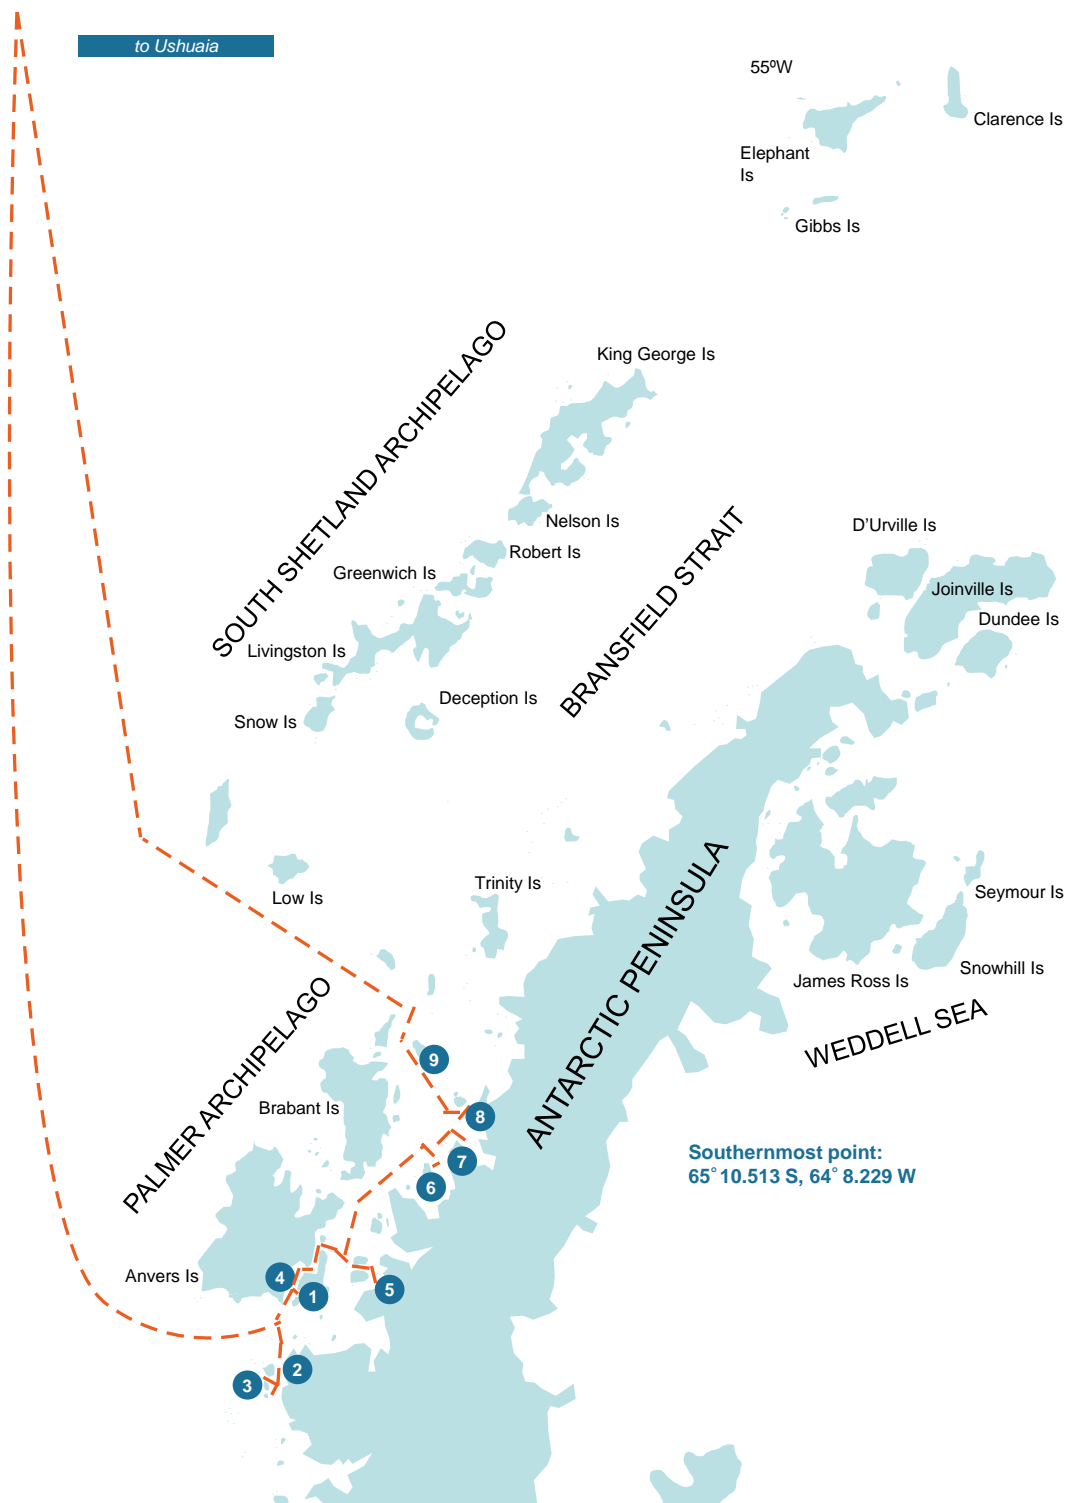 to Ushuaia
55ºW
Clarence Is
Elephant
Is
Gibbs Is
SOUTH SHETLAND ARCHIPELAGO
King George Is
Nelson Is
Robert Is
Greenwich Is
Livingston Is
Snow Is
Deception Is
BRANSFIELD STRAIT
D'Urville Is
Joinville Is
Dundee Is
Low Is
Trinity Is
ANTARCTIC PENINSULA
Seymour Is
Snowhill Is
James Ross Is
WEDDELL SEA
PALMER ARCHIPELAGO
9
Brabant Is
8
7
6
Southernmost point:
65° 10.513 S, 64° 8.229 W
Anvers Is
4
1
5
2
3